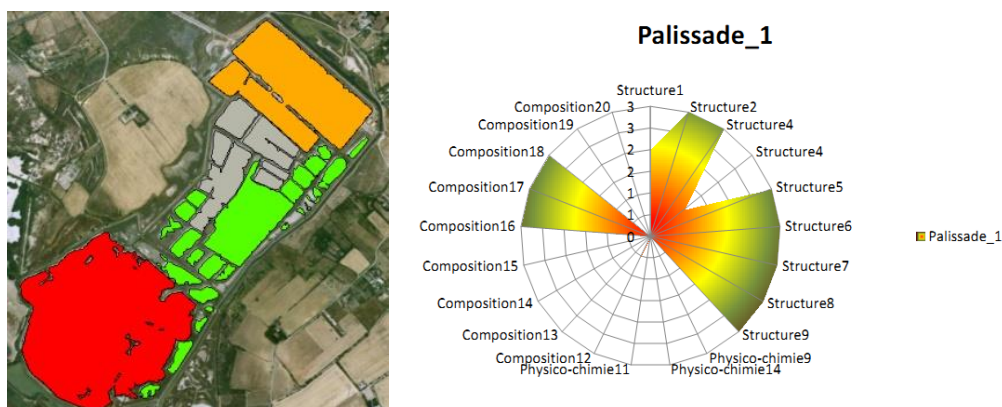 Palissade_1
Structure1
Structure2
Structure4
Structure4
Structure5
Structure6
Structure7
Structure8
Structure9
Physico-chimie9
Physico-chimie14
Physico-chimie11
Composition12
Composition13
Composition14
Composition15
Composition16
Composition17
Composition18
Composition19
Composition20
3
3
2
2
1
1
0
Palissade_1